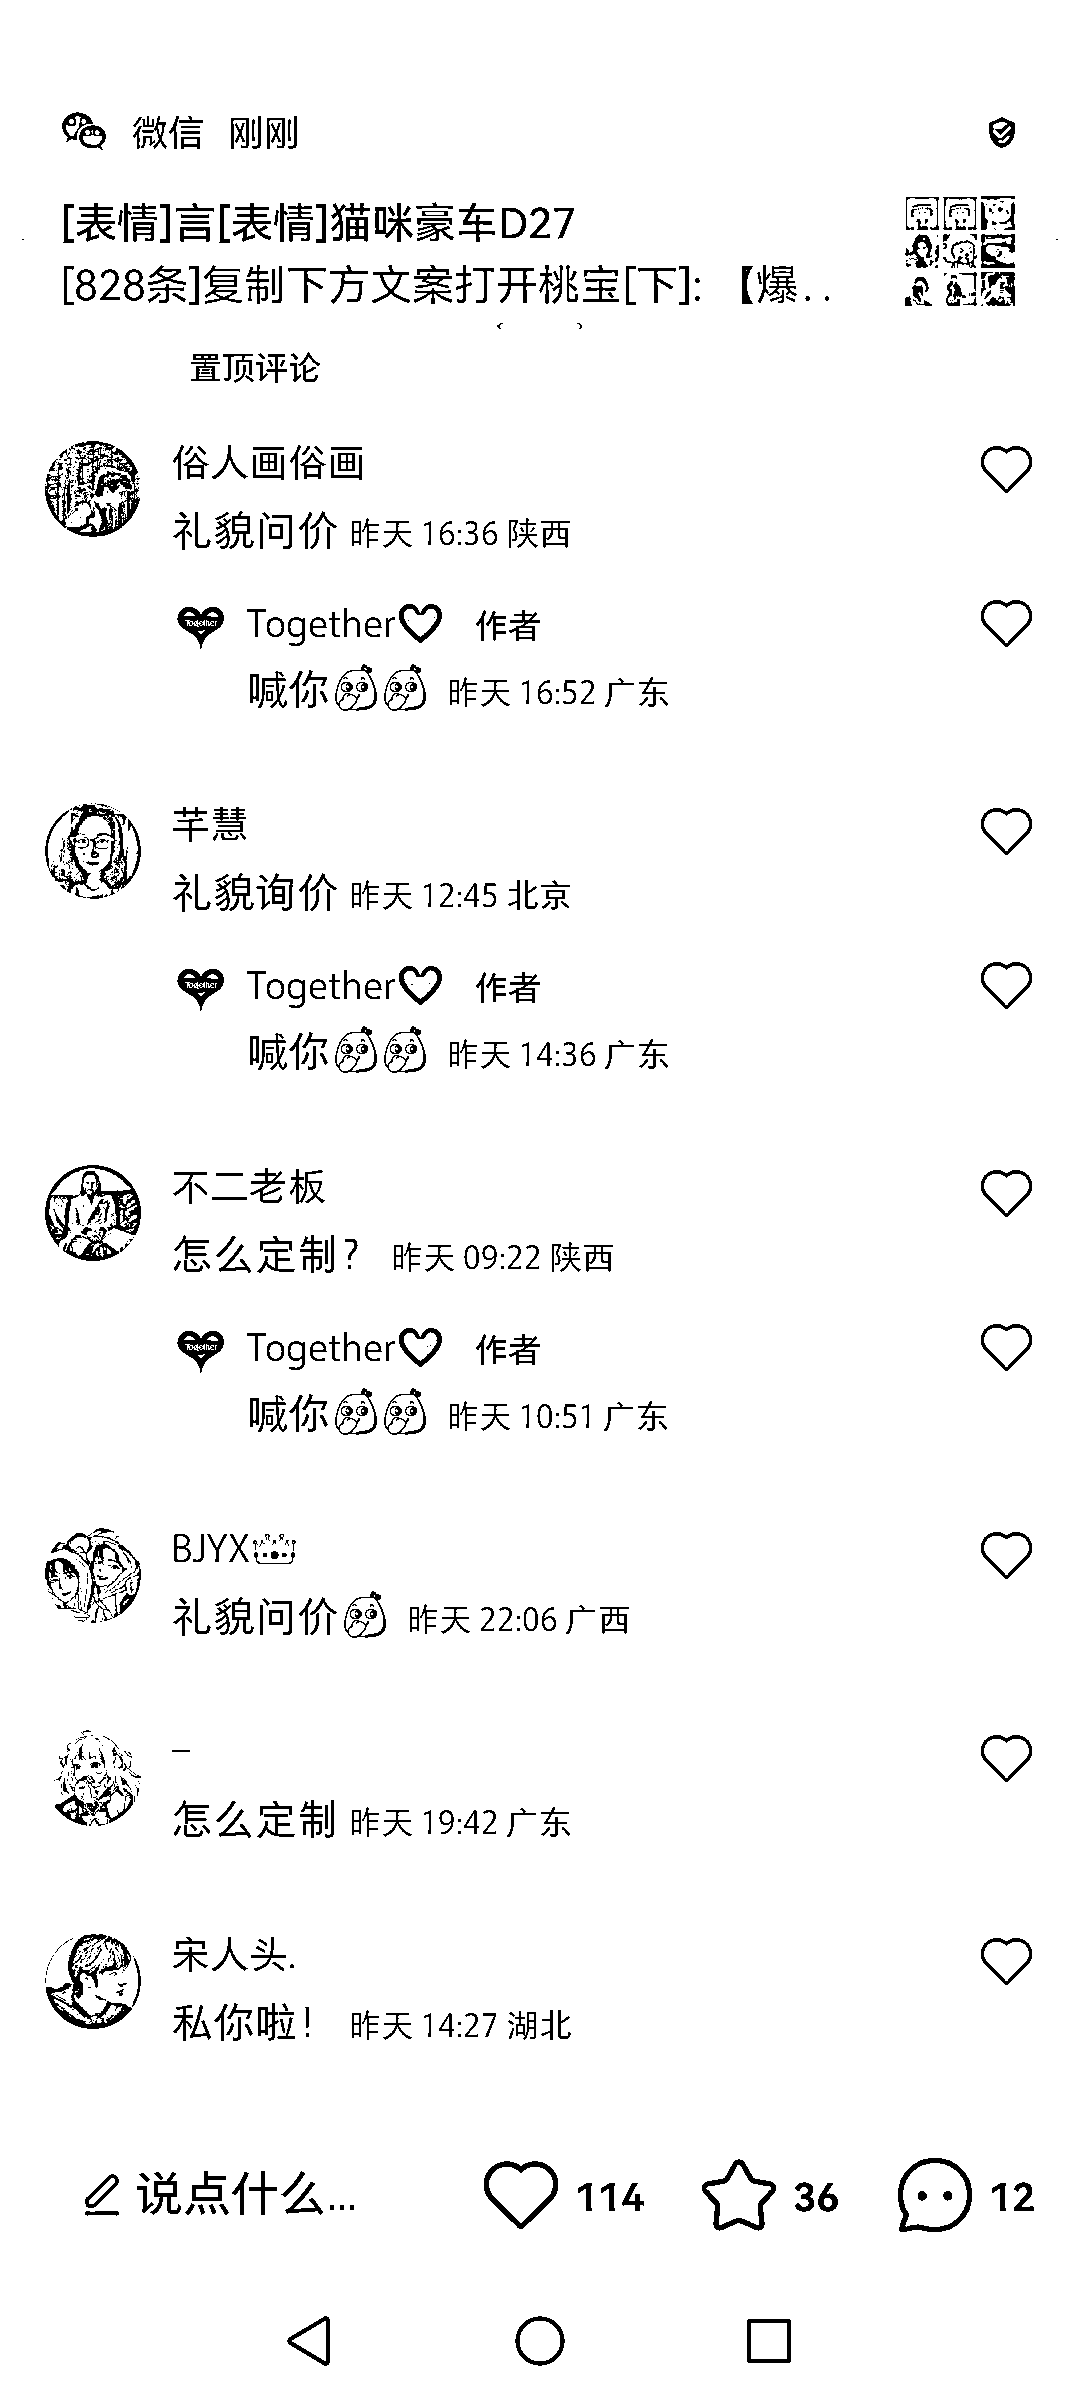 微信 刚刚
[表情]言[表情]猫咪豪车D27
[828条]复制下方文案打开桃宝[下]: 【爆..
置顶评论
俗人画俗画
礼貌问价 昨天 16:36 陕西
Together 作者
喊你 昨天 16:52 广东
芊慧
礼貌询价 昨天 12:45 北京
Together 作者
喊你 昨天 14:36 广东
不二老板
怎么定制? 昨天 09:22 陕西
Together 作者
喊你 昨天 10:51 广东
BJYX
礼貌问价 昨天 22:06 广西
_
怎么定制 昨天 19:42 广东
宋人头.
私你啦! 昨天 14:27 湖北
说点什么... 114 36 12